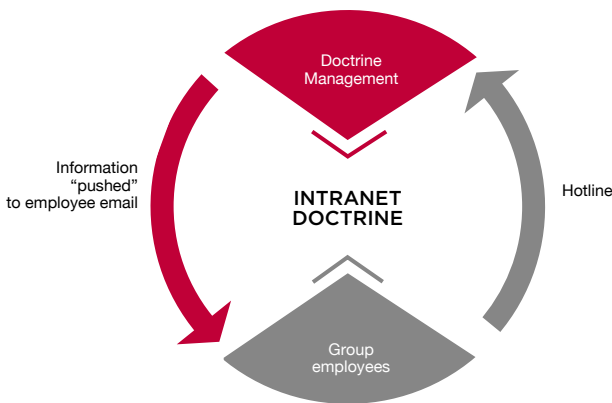 Doctrine
Management
Information
“pushed”
to employee email
INTRANET
DOCTRINE
Hotline
Group
employees